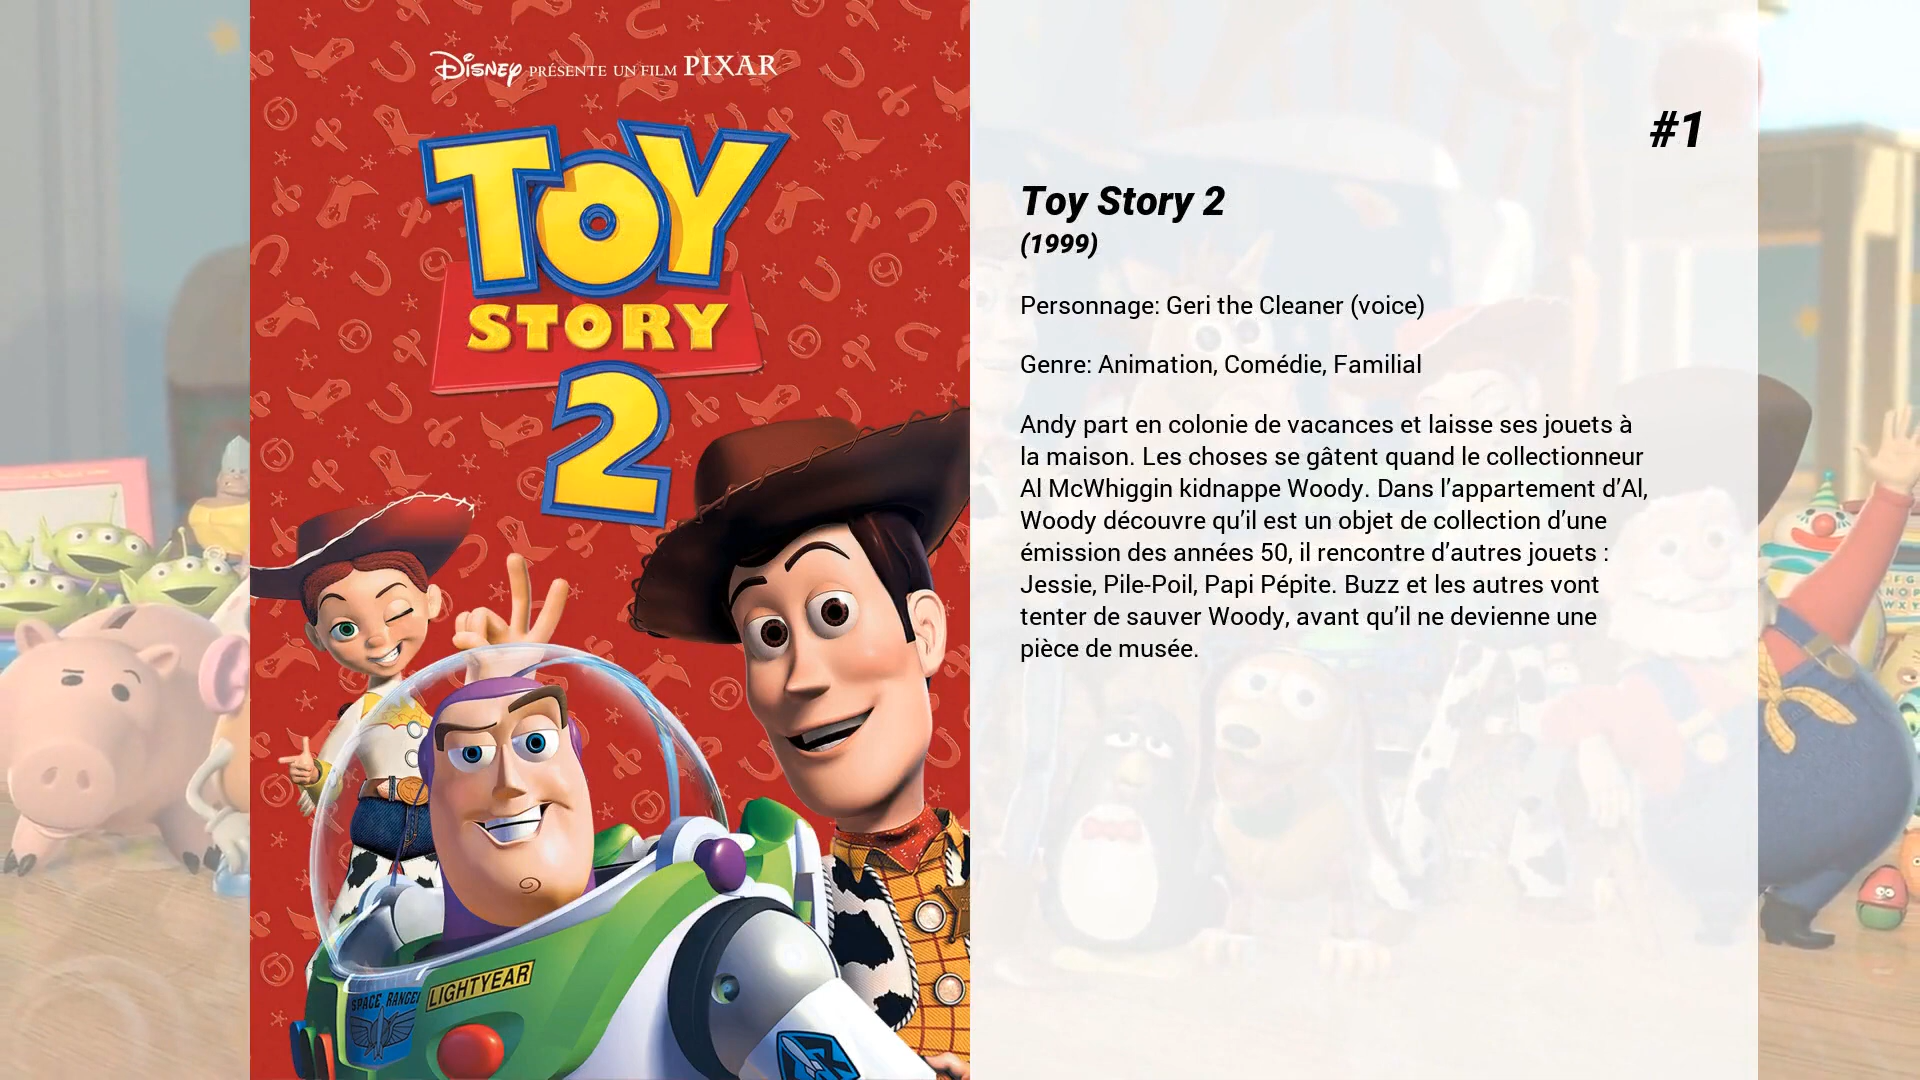 Disney PRÉSENTE UN FILM PIXAR
TOY
STORY
2
LIGHTYEAR
SPACE RANGER
#1
Toy Story 2
(1999)
Personnage: Geri the Cleaner (voice)
Genre: Animation, Comédie, Familial
Andy part en colonie de vacances et laisse ses jouets à
la maison. Les choses se gâtent quand le collectionneur
Al McWhiggin kidnappe Woody. Dans l’appartement d’Al,
Woody découvre qu’il est un objet de collection d’une
émission des années 50, il rencontre d’autres jouets :
Jessie, Pile-Poil, Papi Pépite. Buzz et les autres vont
tenter de sauver Woody, avant qu’il ne devienne une
pièce de musée.